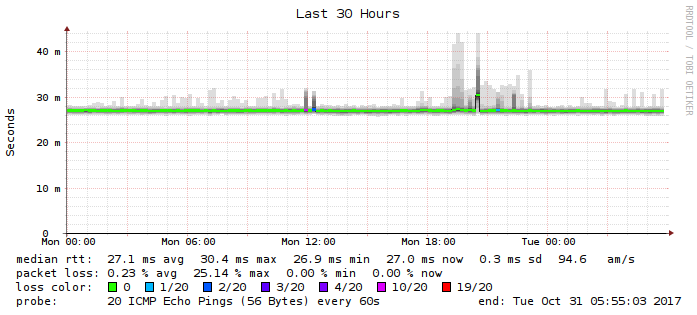 Last 30 Hours
RRDTOOL / TOBI OETIKER
Seconds
40 m
30 m
20 m
10 m
0
Mon 00:00 Mon 06:00 Mon 12:00 Mon 18:00 Tue 00:00
median rtt: 27.1 ms avg 30.4 ms max 26.9 ms min 27.0 ms now 0.3 ms sd 94.6 am/s
packet loss: 0.23 % avg 25.14 % max 0.00 % min 0.00 % now
loss color: 0 1/20 2/20 3/20 4/20 10/20 19/20
probe: 20 ICMP Echo Pings (56 Bytes) every 60s end: Tue Oct 31 05:55:03 2017